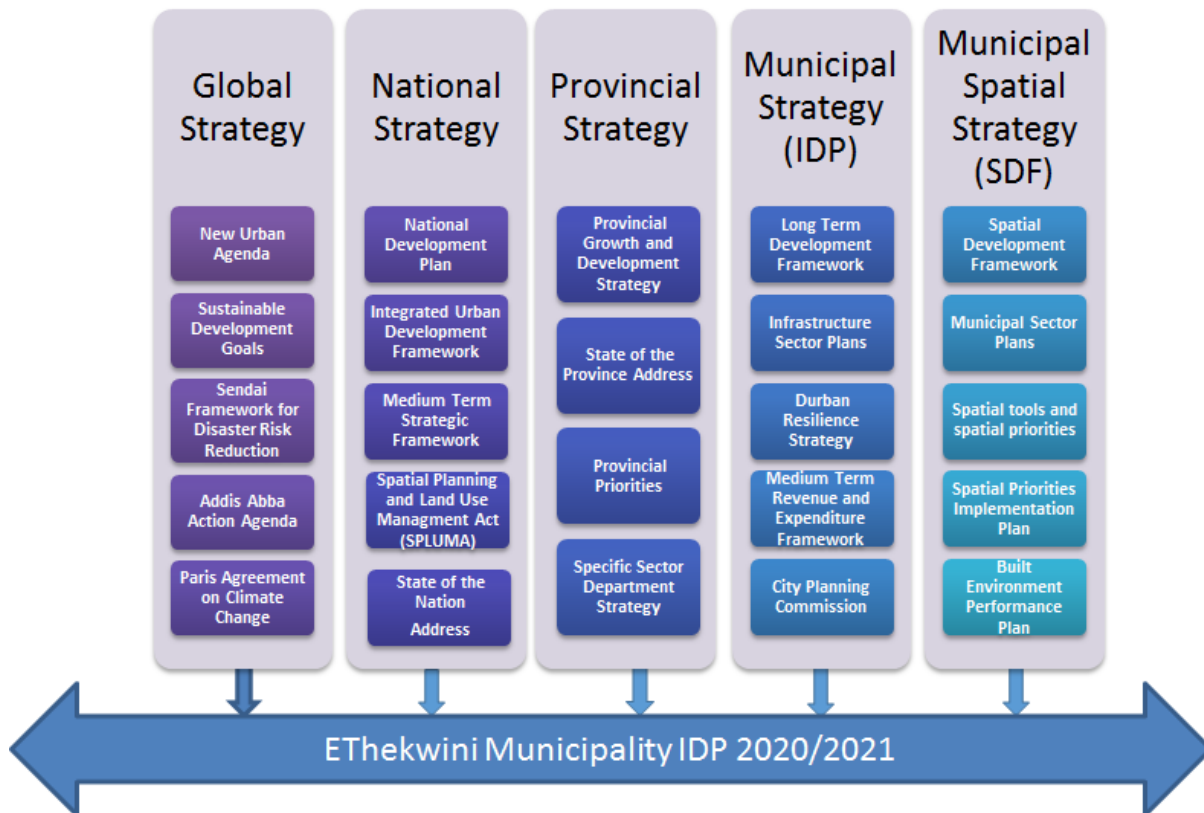 Global
Strategy
New Urban
Agenda
Sustainable
Development
Goals
Sendai
Framework for
Disaster Risk
Reduction
Addis Abba
Action Agenda
Paris Agreement
on Climate
Change
National
Strategy
National
Development
Plan
Integrated Urban
Development
Framework
Medium Term
Strategic
Framework
Spatial Planning
and Land Use
Managment Act
(SPLUMA)
State of the
Nation
Address
Provincial
Strategy
Provincial
Growth and
Development
Strategy
State of the
Province Address
Provincial
Priorities
Specific Sector
Department
Strategy
Municipal
Strategy
(IDP)
Long Term
Development
Framework
Infrastructure
Sector Plans
Durban
Resilience
Strategy
Medium Term
Revenue and
Expenditure
Framework
City Planning
Commission
Municipal
Spatial
Strategy
(SDF)
Spatial
Development
Framework
Municipal Sector
Plans
Spatial tools and
spatial priorities
Spatial Priorities
Implementation
Plan
Built
Environment
Performance
Plan
EThekwini Municipality IDP 2020/2021